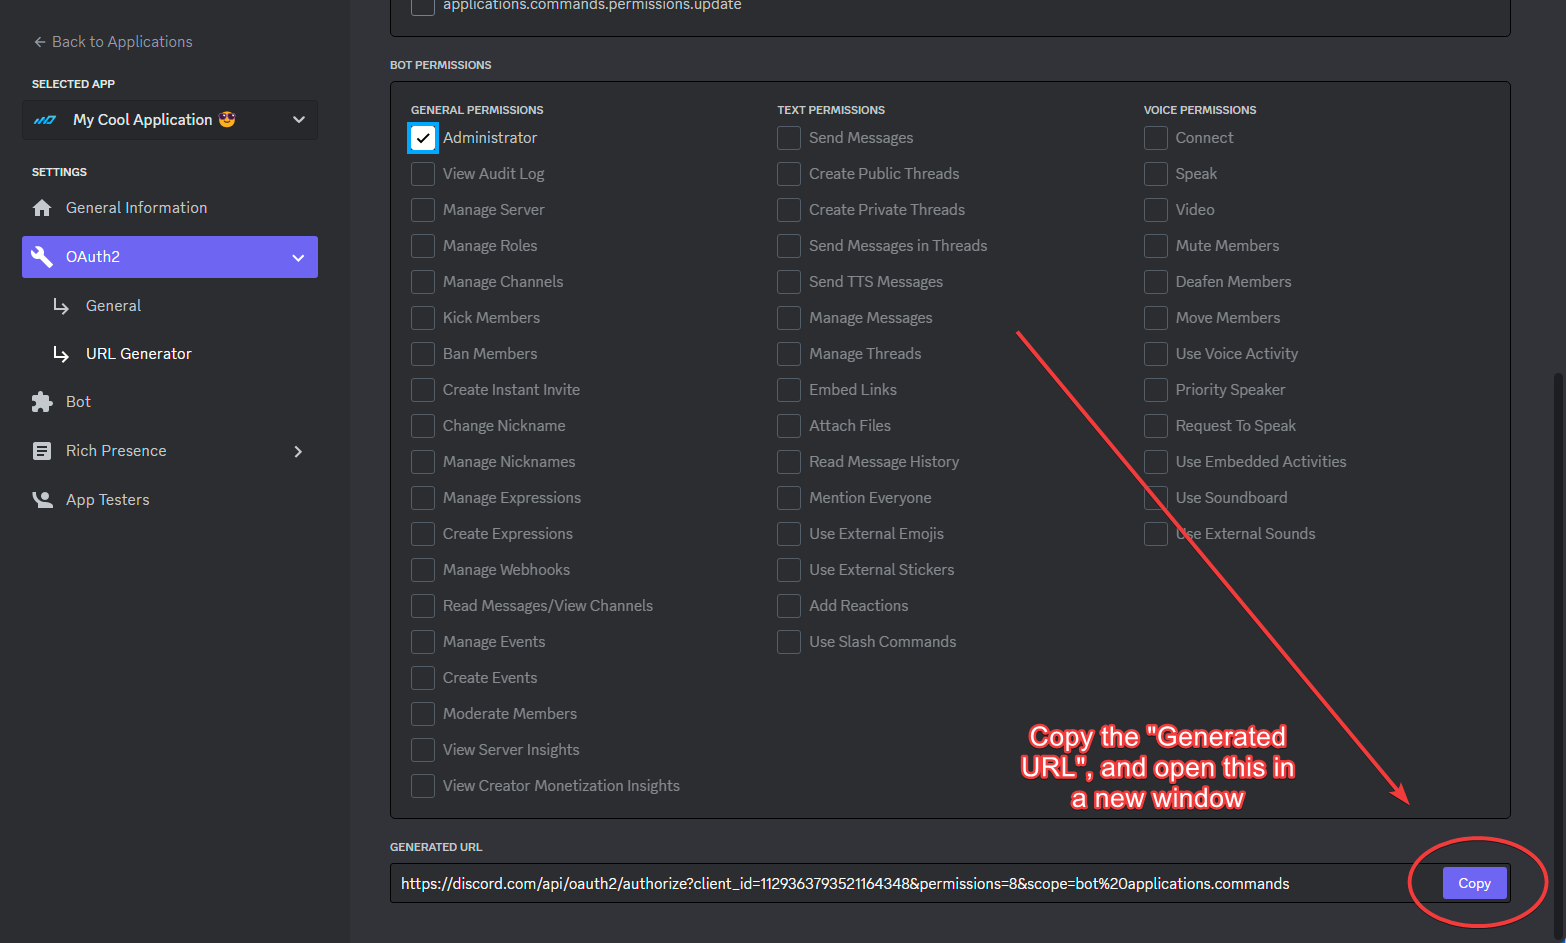 applications.commands.permissions.update
← Back to Applications
SELECTED APP
My Cool Application 😎
SETTINGS
General Information
OAuth2
General
URL Generator
Bot
Rich Presence
App Testers
BOT PERMISSIONS
GENERAL PERMISSIONS
Administrator
View Audit Log
Manage Server
Manage Roles
Manage Channels
Kick Members
Ban Members
Create Instant Invite
Change Nickname
Manage Nicknames
Manage Expressions
Create Expressions
Manage Webhooks
Read Messages/View Channels
Manage Events
Create Events
Moderate Members
View Server Insights
View Creator Monetization Insights
TEXT PERMISSIONS
Send Messages
Create Public Threads
Create Private Threads
Send Messages in Threads
Send TTS Messages
Manage Messages
Manage Threads
Embed Links
Attach Files
Read Message History
Mention Everyone
Use External Emojis
Use External Stickers
Add Reactions
Use Slash Commands
VOICE PERMISSIONS
Connect
Speak
Video
Mute Members
Deafen Members
Move Members
Use Voice Activity
Priority Speaker
Request To Speak
Use Embedded Activities
Use Soundboard
Use External Sounds
Copy the "Generated
URL", and open this in
a new window
GENERATED URL
https://discord.com/api/oauth2/authorize?client_id=1129363793521164348&permissions=8&scope=bot%20applications.commands
Copy